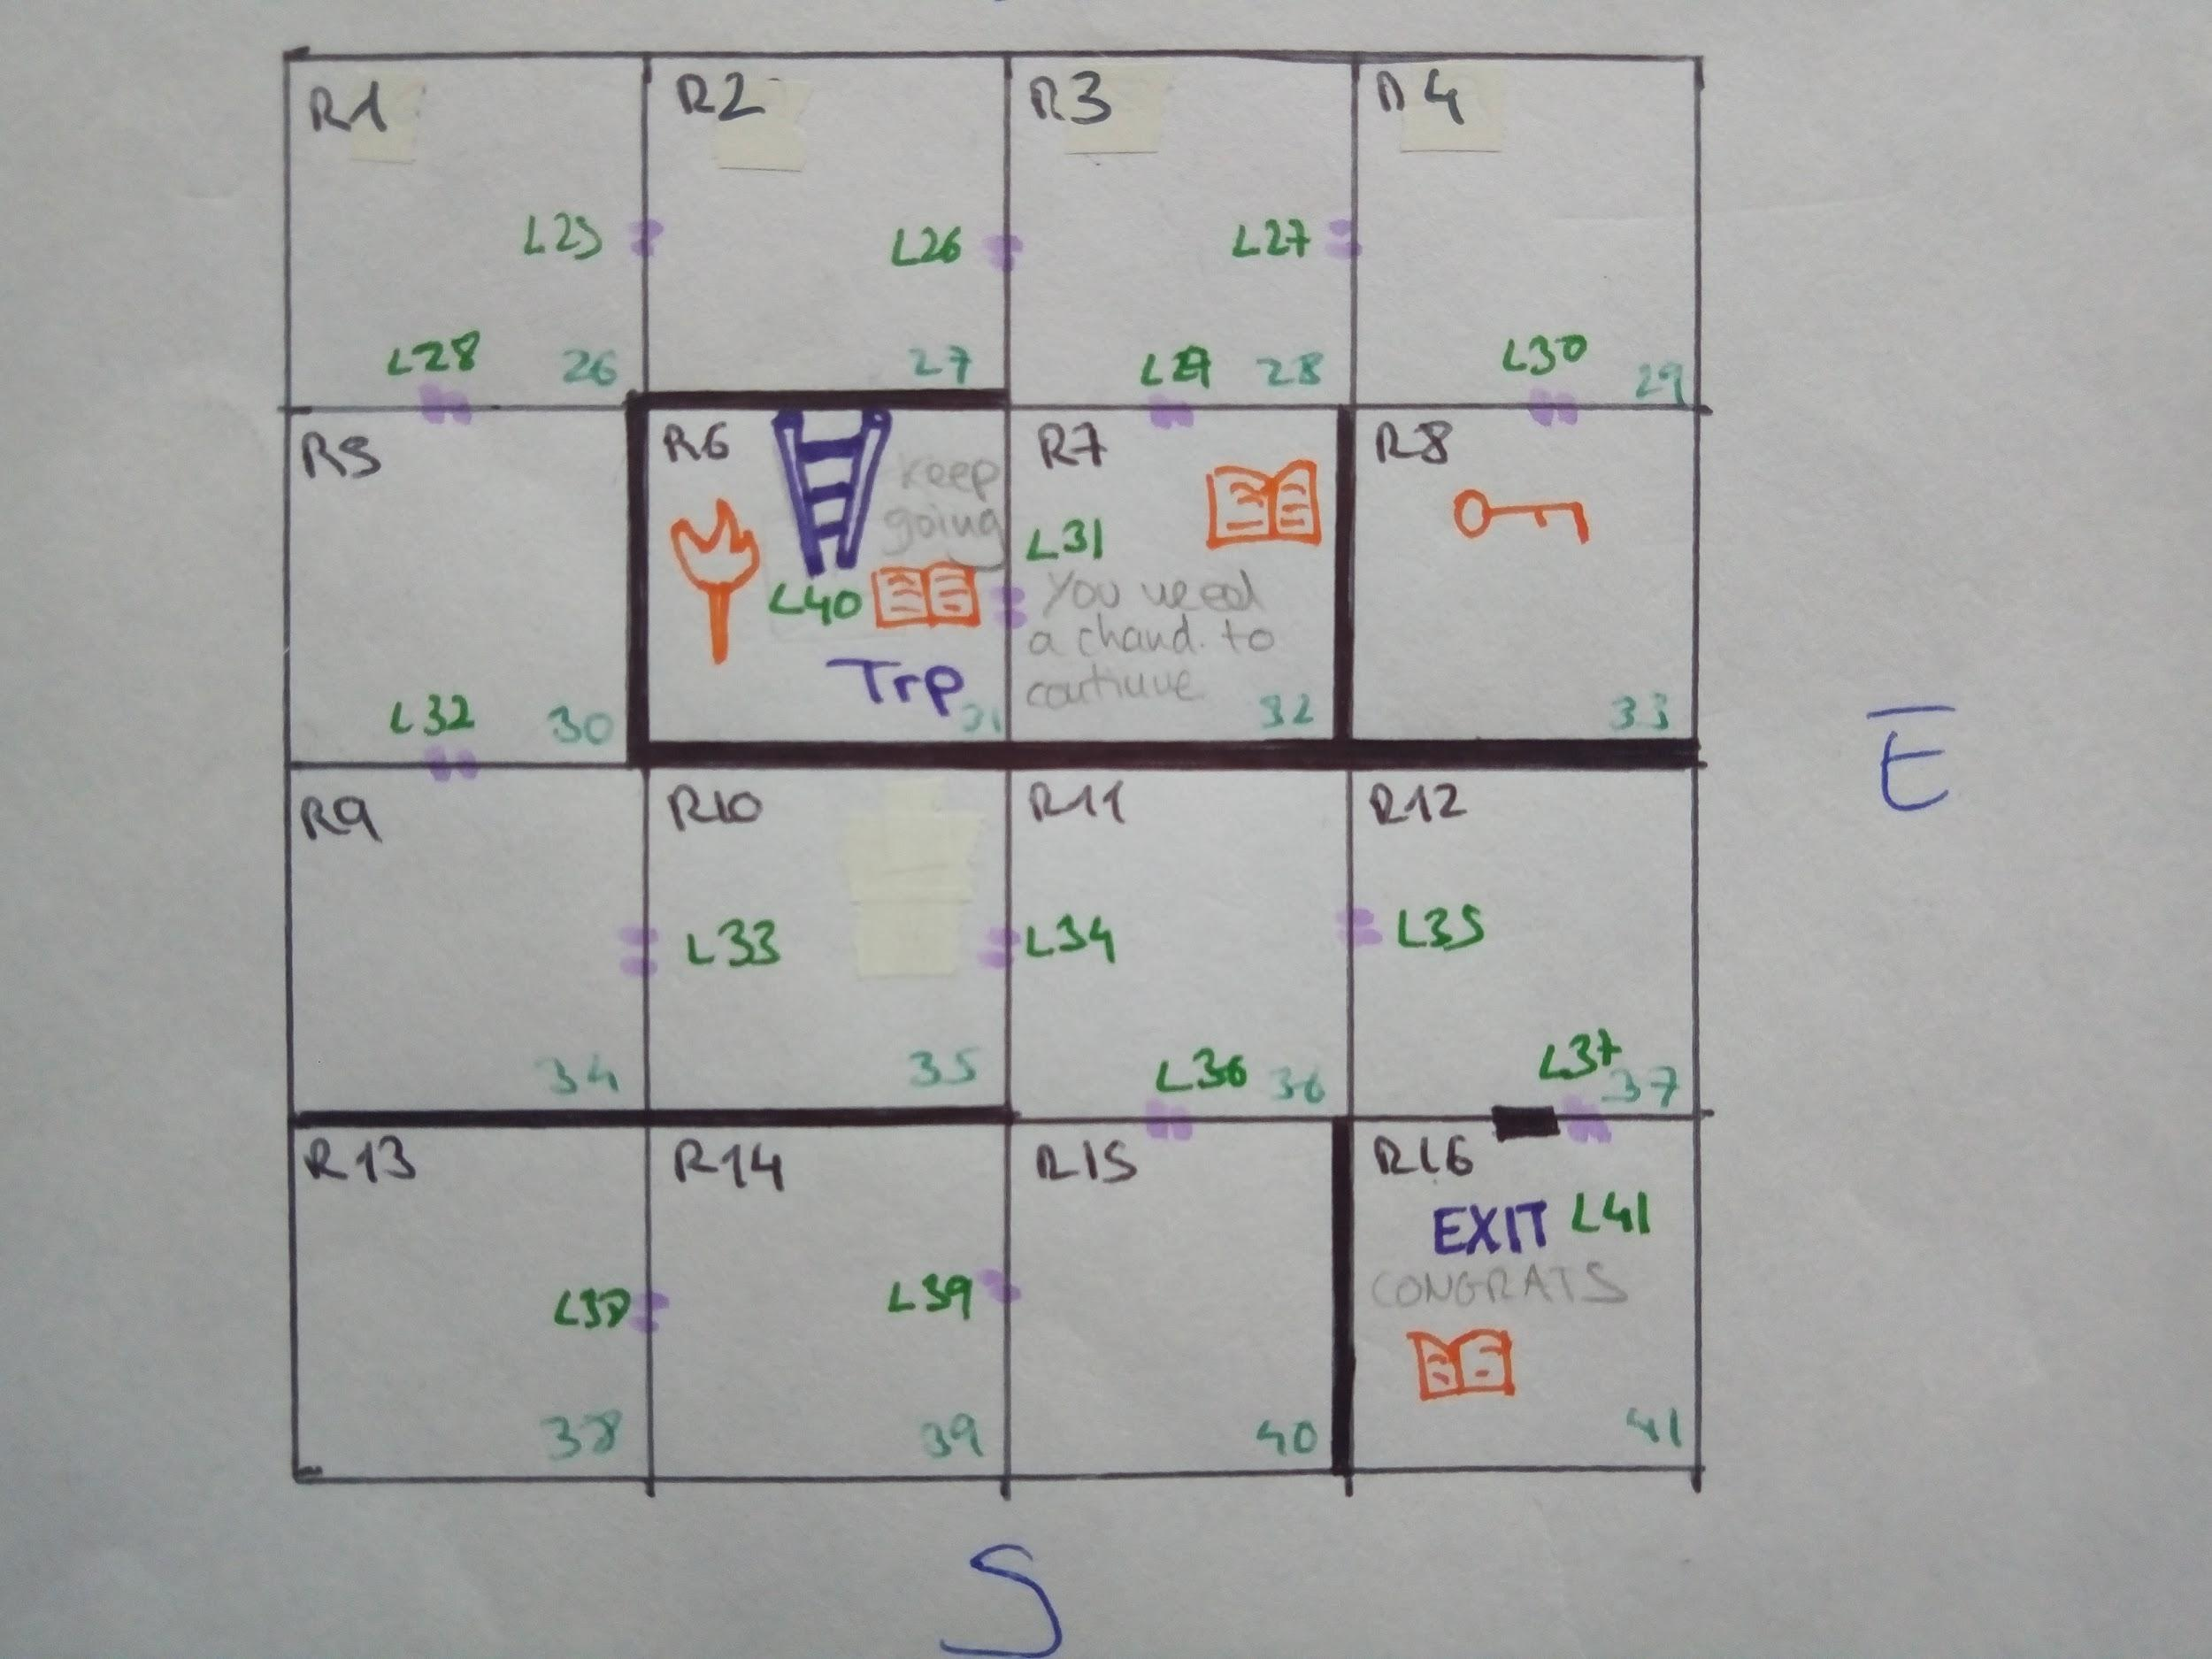 R1
R2
R3
R4
L25
L26
L27
L28
26
27
L29
28
L30
29
R5
R6
keep
going
R7
R8
L31
L40
You need
a chand. to
continue
Trp
L32
30
31
32
33
E
R9
R10
R11
R12
L33
L34
L35
34
35
L36
36
L37
37
R13
R14
R15
R16
EXIT L41
CONGRATS
L38
L39
38
39
40
41
S